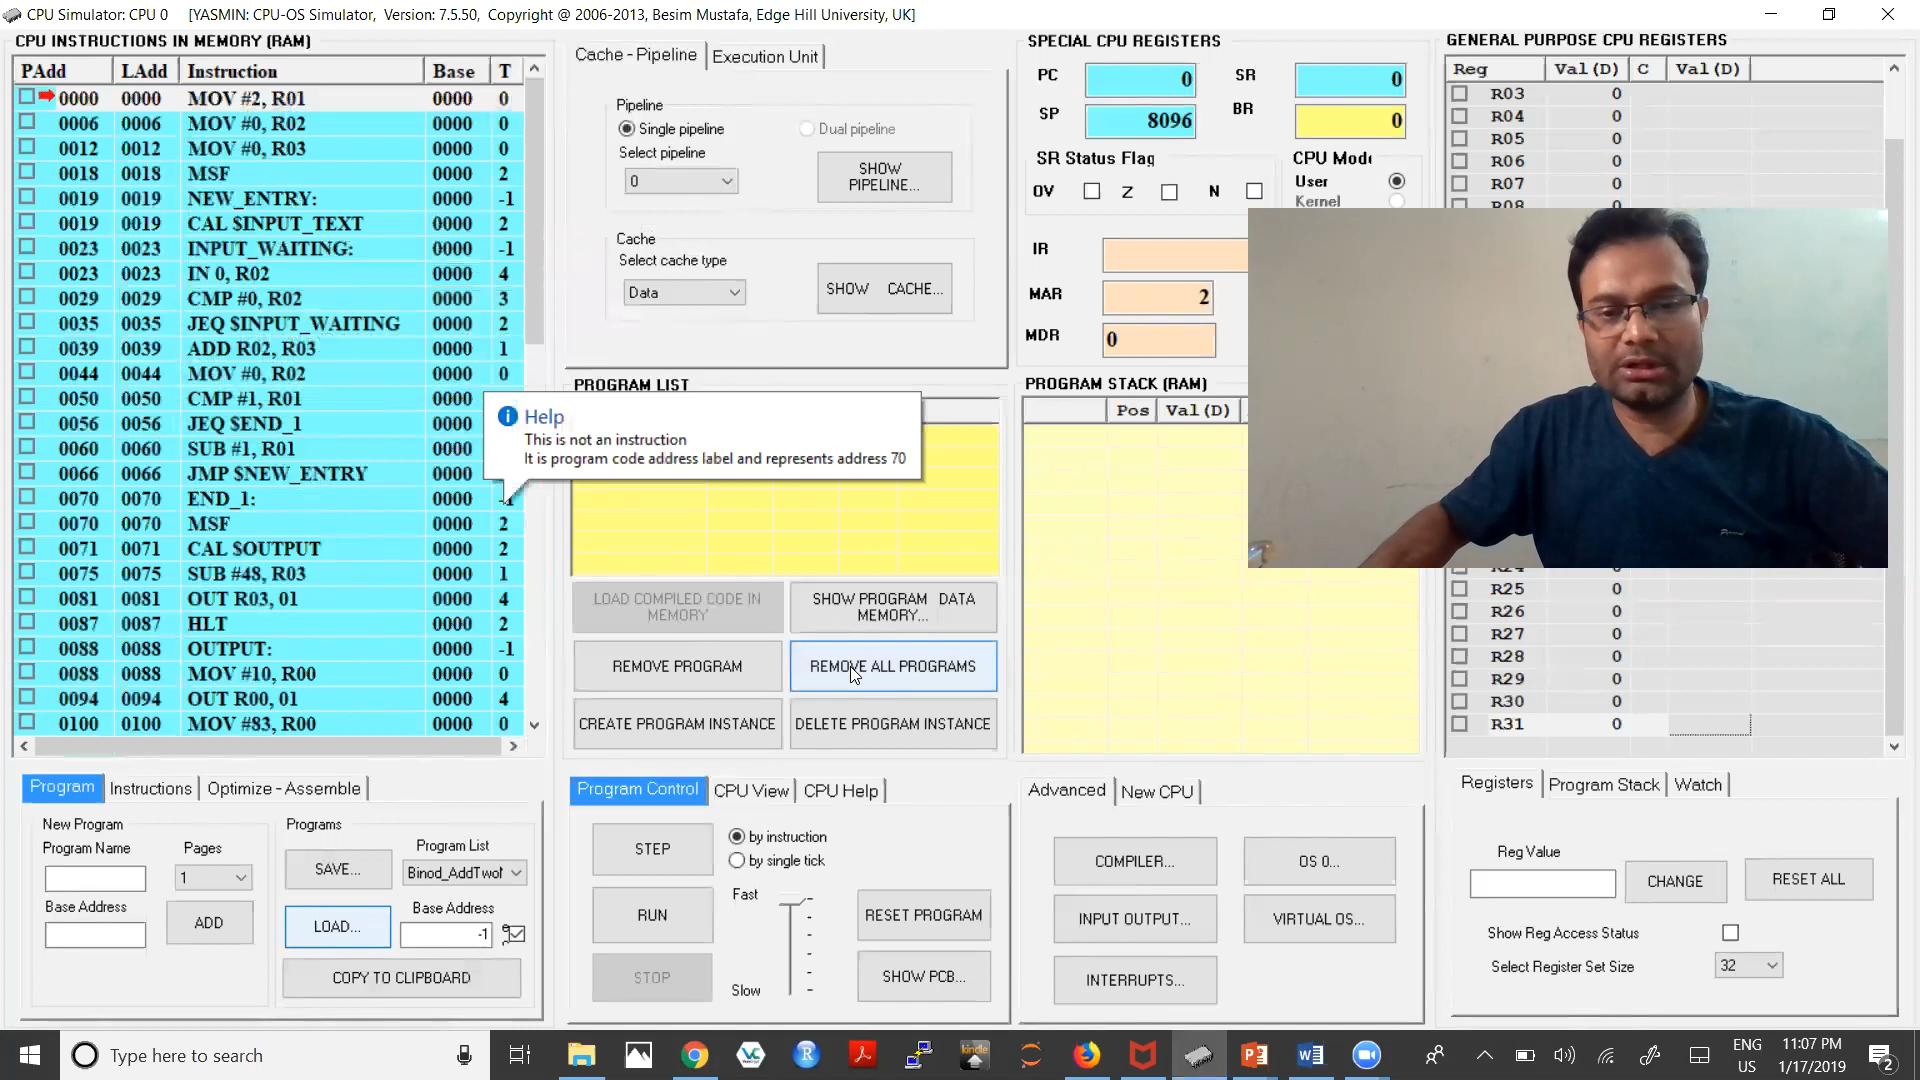 CPU Simulator: CPU 0 [YASMIN: CPU-OS Simulator, Version: 7.5.50, Copyright @ 2006-2013, Besim Mustafa, Edge Hill University, UK]
CPU INSTRUCTIONS IN MEMORY (RAM)
PAdd LAdd Instruction Base T
0000 0000 MOV #2, R01 0000 0
0006 0006 MOV #0, R02 0000 0
0012 0012 MOV #0, R03 0000 0
0018 0018 MSF 0000 2
0019 0019 NEW_ENTRY: 0000 -1
0019 0019 CAL $INPUT_TEXT 0000 2
0023 0023 INPUT_WAITING: 0000 -1
0023 0023 IN 0, R02 0000 4
0029 0029 CMP #0, R02 0000 3
0035 0035 JEQ $INPUT_WAITING 0000 2
0039 0039 ADD R02, R03 0000 1
0044 0044 MOV #0, R02 0000 0
0050 0050 CMP #1, R01 0000
0056 0056 JEQ $END_1 0000
0060 0060 SUB #1, R01 0000
0066 0066 JMP $NEW_ENTRY 0000
0070 0070 END_1: 0000 -1
0070 0070 MSF 0000 2
0071 0071 CAL $OUTPUT 0000 2
0075 0075 SUB #48, R03 0000 1
0081 0081 OUT R03, 01 0000 4
0087 0087 HLT 0000 2
0088 0088 OUTPUT: 0000 -1
0088 0088 MOV #10, R00 0000 0
0094 0094 OUT R00, 01 0000 4
0100 0100 MOV #83, R00 0000 0
Program Instructions Optimize - Assemble
New Program
Program Name Pages
1
Base Address
ADD
Programs
Program List
SAVE... Binod_AddTwoN
Base Address
LOAD... -1
COPY TO CLIPBOARD
Cache - Pipeline Execution Unit
Pipeline
Single pipeline Dual pipeline
Select pipeline
0
SHOW
PIPELINE...
Cache
Select cache type
Data
SHOW CACHE...
PROGRAM LIST
Help
This is not an instruction
It is program code address label and represents address 70
LOAD COMPILED CODE IN
MEMORY
SHOW PROGRAM DATA
MEMORY...
REMOVE PROGRAM REMOVE ALL PROGRAMS
CREATE PROGRAM INSTANCE DELETE PROGRAM INSTANCE
Program Control CPU View CPU Help
STEP
by instruction
by single tick
Fast
RUN
RESET PROGRAM
STOP
Slow
SHOW PCB...
SPECIAL CPU REGISTERS
PC 0 SR 0
SP 8096 BR 0
SR Status Flag CPU Mode
OV Z N User
Kernel
IR
MAR 2
MDR 0
PROGRAM STACK (RAM)
Pos Val(D)
Advanced New CPU
COMPILER... OS 0...
INPUT OUTPUT... VIRTUAL OS...
INTERRUPTS...
GENERAL PURPOSE CPU REGISTERS
Reg Val(D) C Val(D)
R03 0
R04 0
R05 0
R06 0
R07 0
R08
R25 0
R26 0
R27 0
R28 0
R29 0
R30 0
R31 0
Registers Program Stack Watch
Reg Value
CHANGE RESET ALL
Show Reg Access Status
Select Register Set Size 32
Type here to search
kindle
ENG
US
11:07 PM
1/17/2019
2